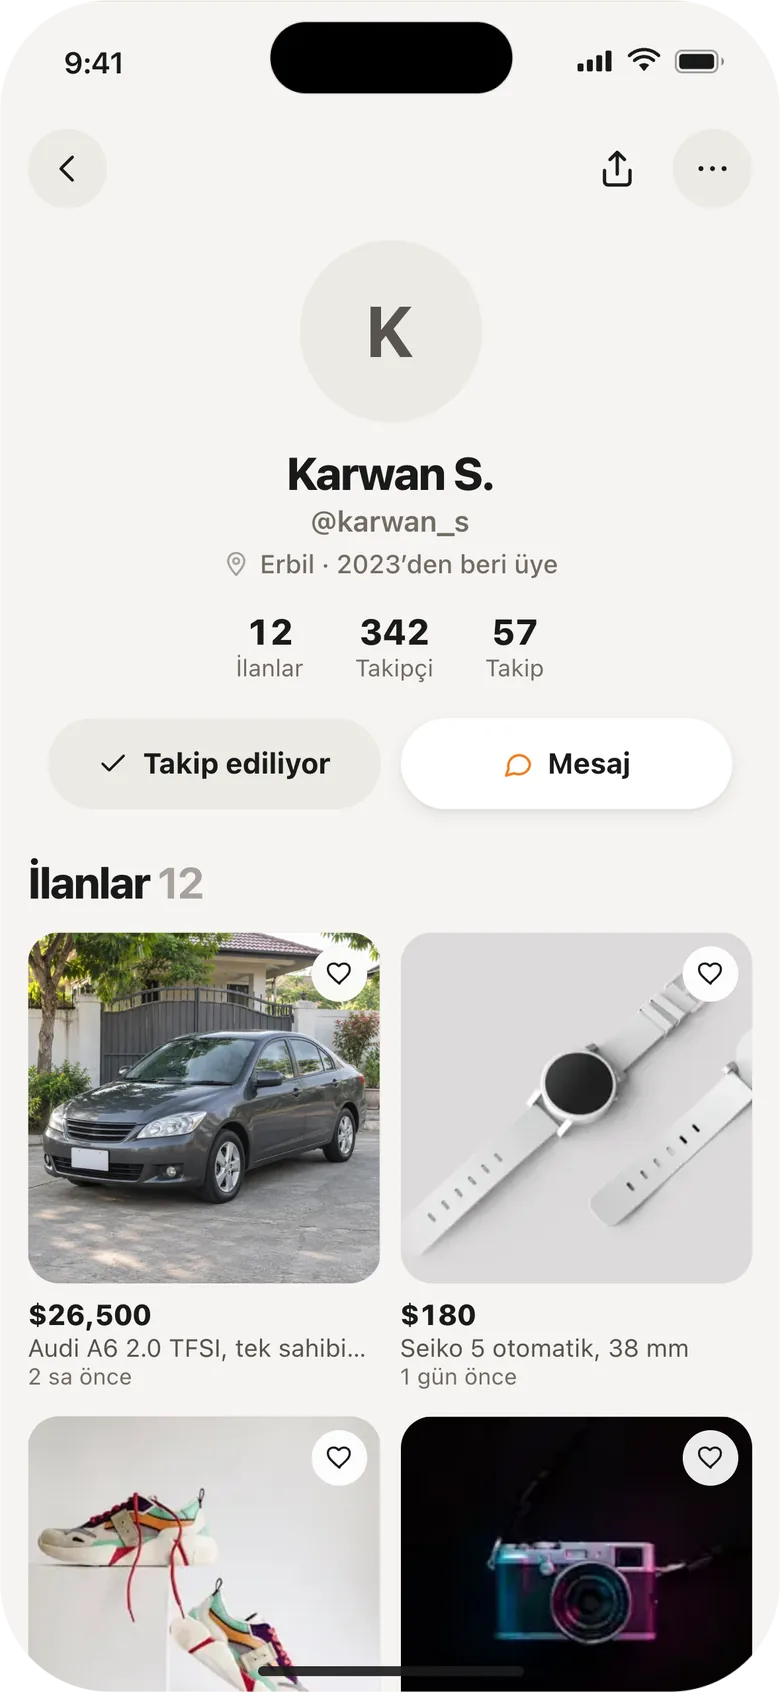 9:41
K
Karwan S.
@karwan_s
Erbil · 2023’den beri üye
12 342 57
İlanlar Takipçi Takip
Takip ediliyor Mesaj
İlanlar 12
$26,500
Audi A6 2.0 TFSI, tek sahibi...
2 sa önce
$180
Seiko 5 otomatik, 38 mm
1 gün önce